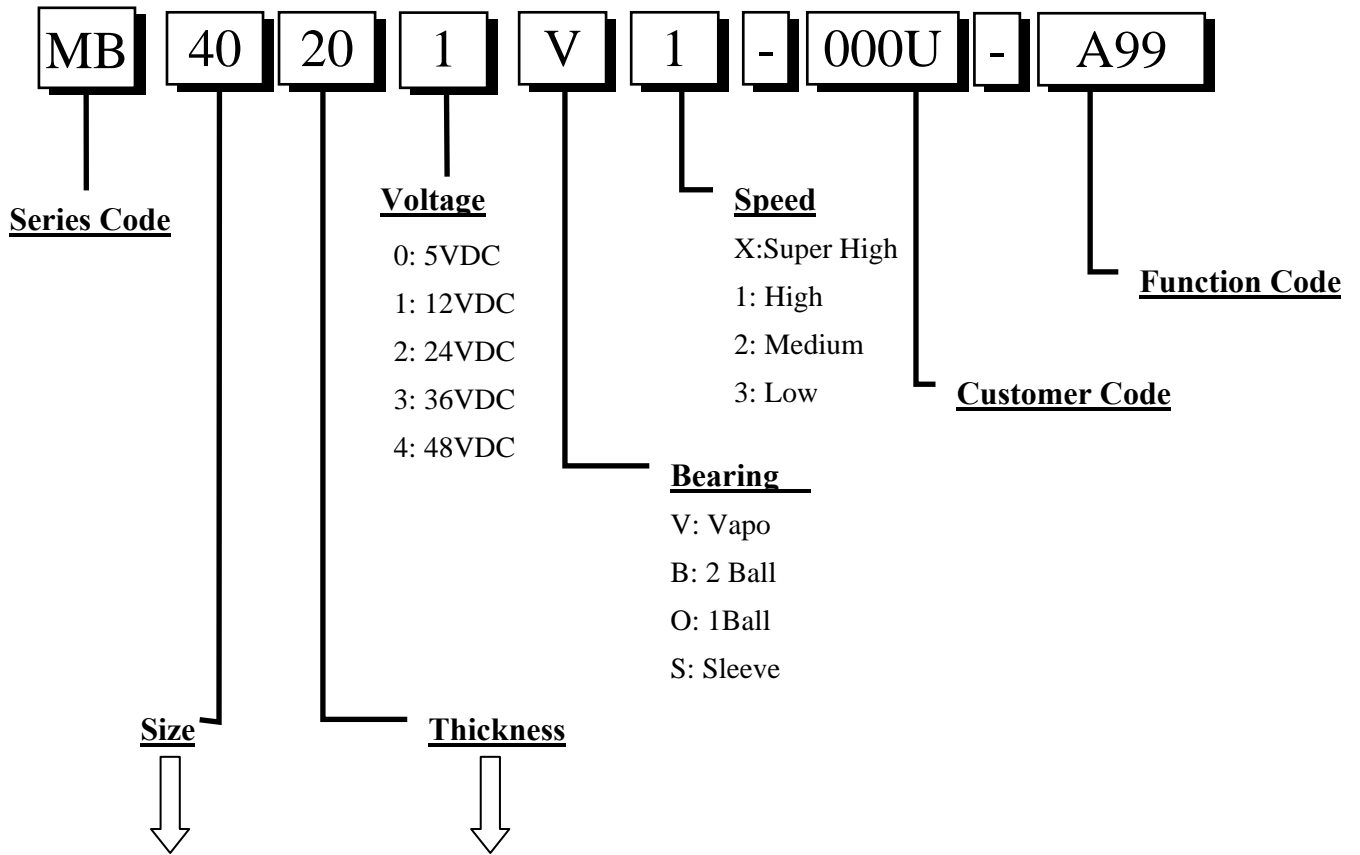 MB 40 20 1 V 1 - 000U - A99
Series Code
Voltage
0: 5VDC
1: 12VDC
2: 24VDC
3: 36VDC
4: 48VDC
Speed
X:Super High
1: High
2: Medium
3: Low
Function Code
Customer Code
Bearing
V: Vapo
B: 2 Ball
O: 1Ball
S: Sleeve
Size
Thickness